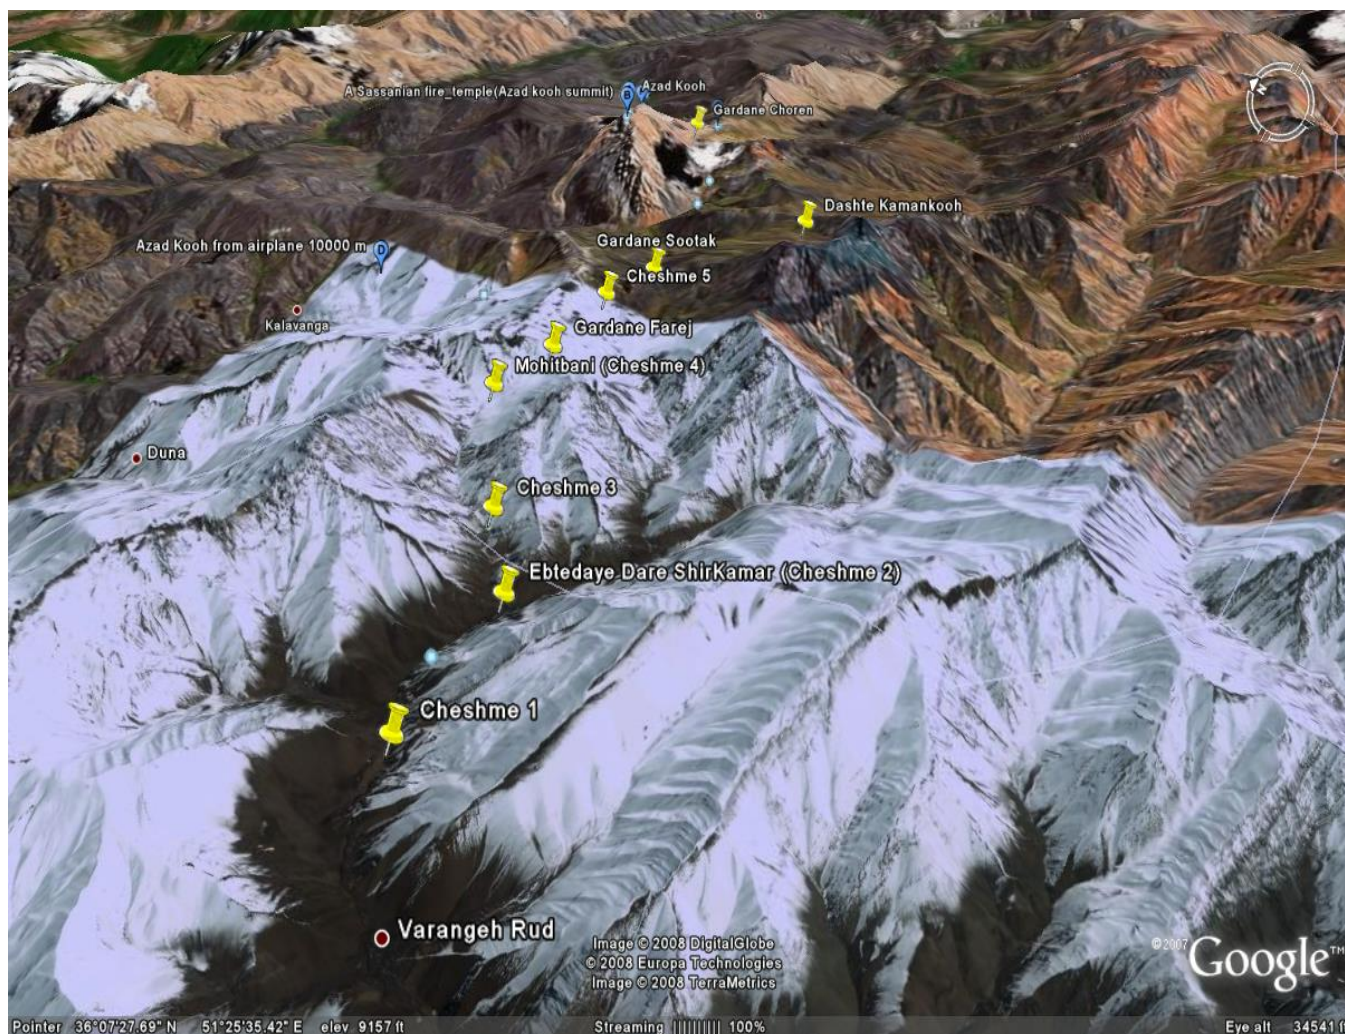 A Sassanian fire_temple(Azad kooh summit)
B
Azad Kooh
Gardane Choren
N
Dashte Kamankooh
Azad Kooh from airplane 10000 m
D
Gardane Sootak
Cheshme 5
Kalavanga
Gardane Farej
Mohitbani (Cheshme 4)
Duna
Cheshme 3
Ebtedaye Dare ShirKamar (Cheshme 2)
Cheshme 1
Varangeh Rud
Image © 2008 DigitalGlobe
© 2008 Europa Technologies
Image © 2008 TerraMetrics
©2007 Google™
Pointer 36°07'27.69" N 51°25'35.42" E elev 9157 ft Streaming ||||||||| 100% Eye alt 34541 ft